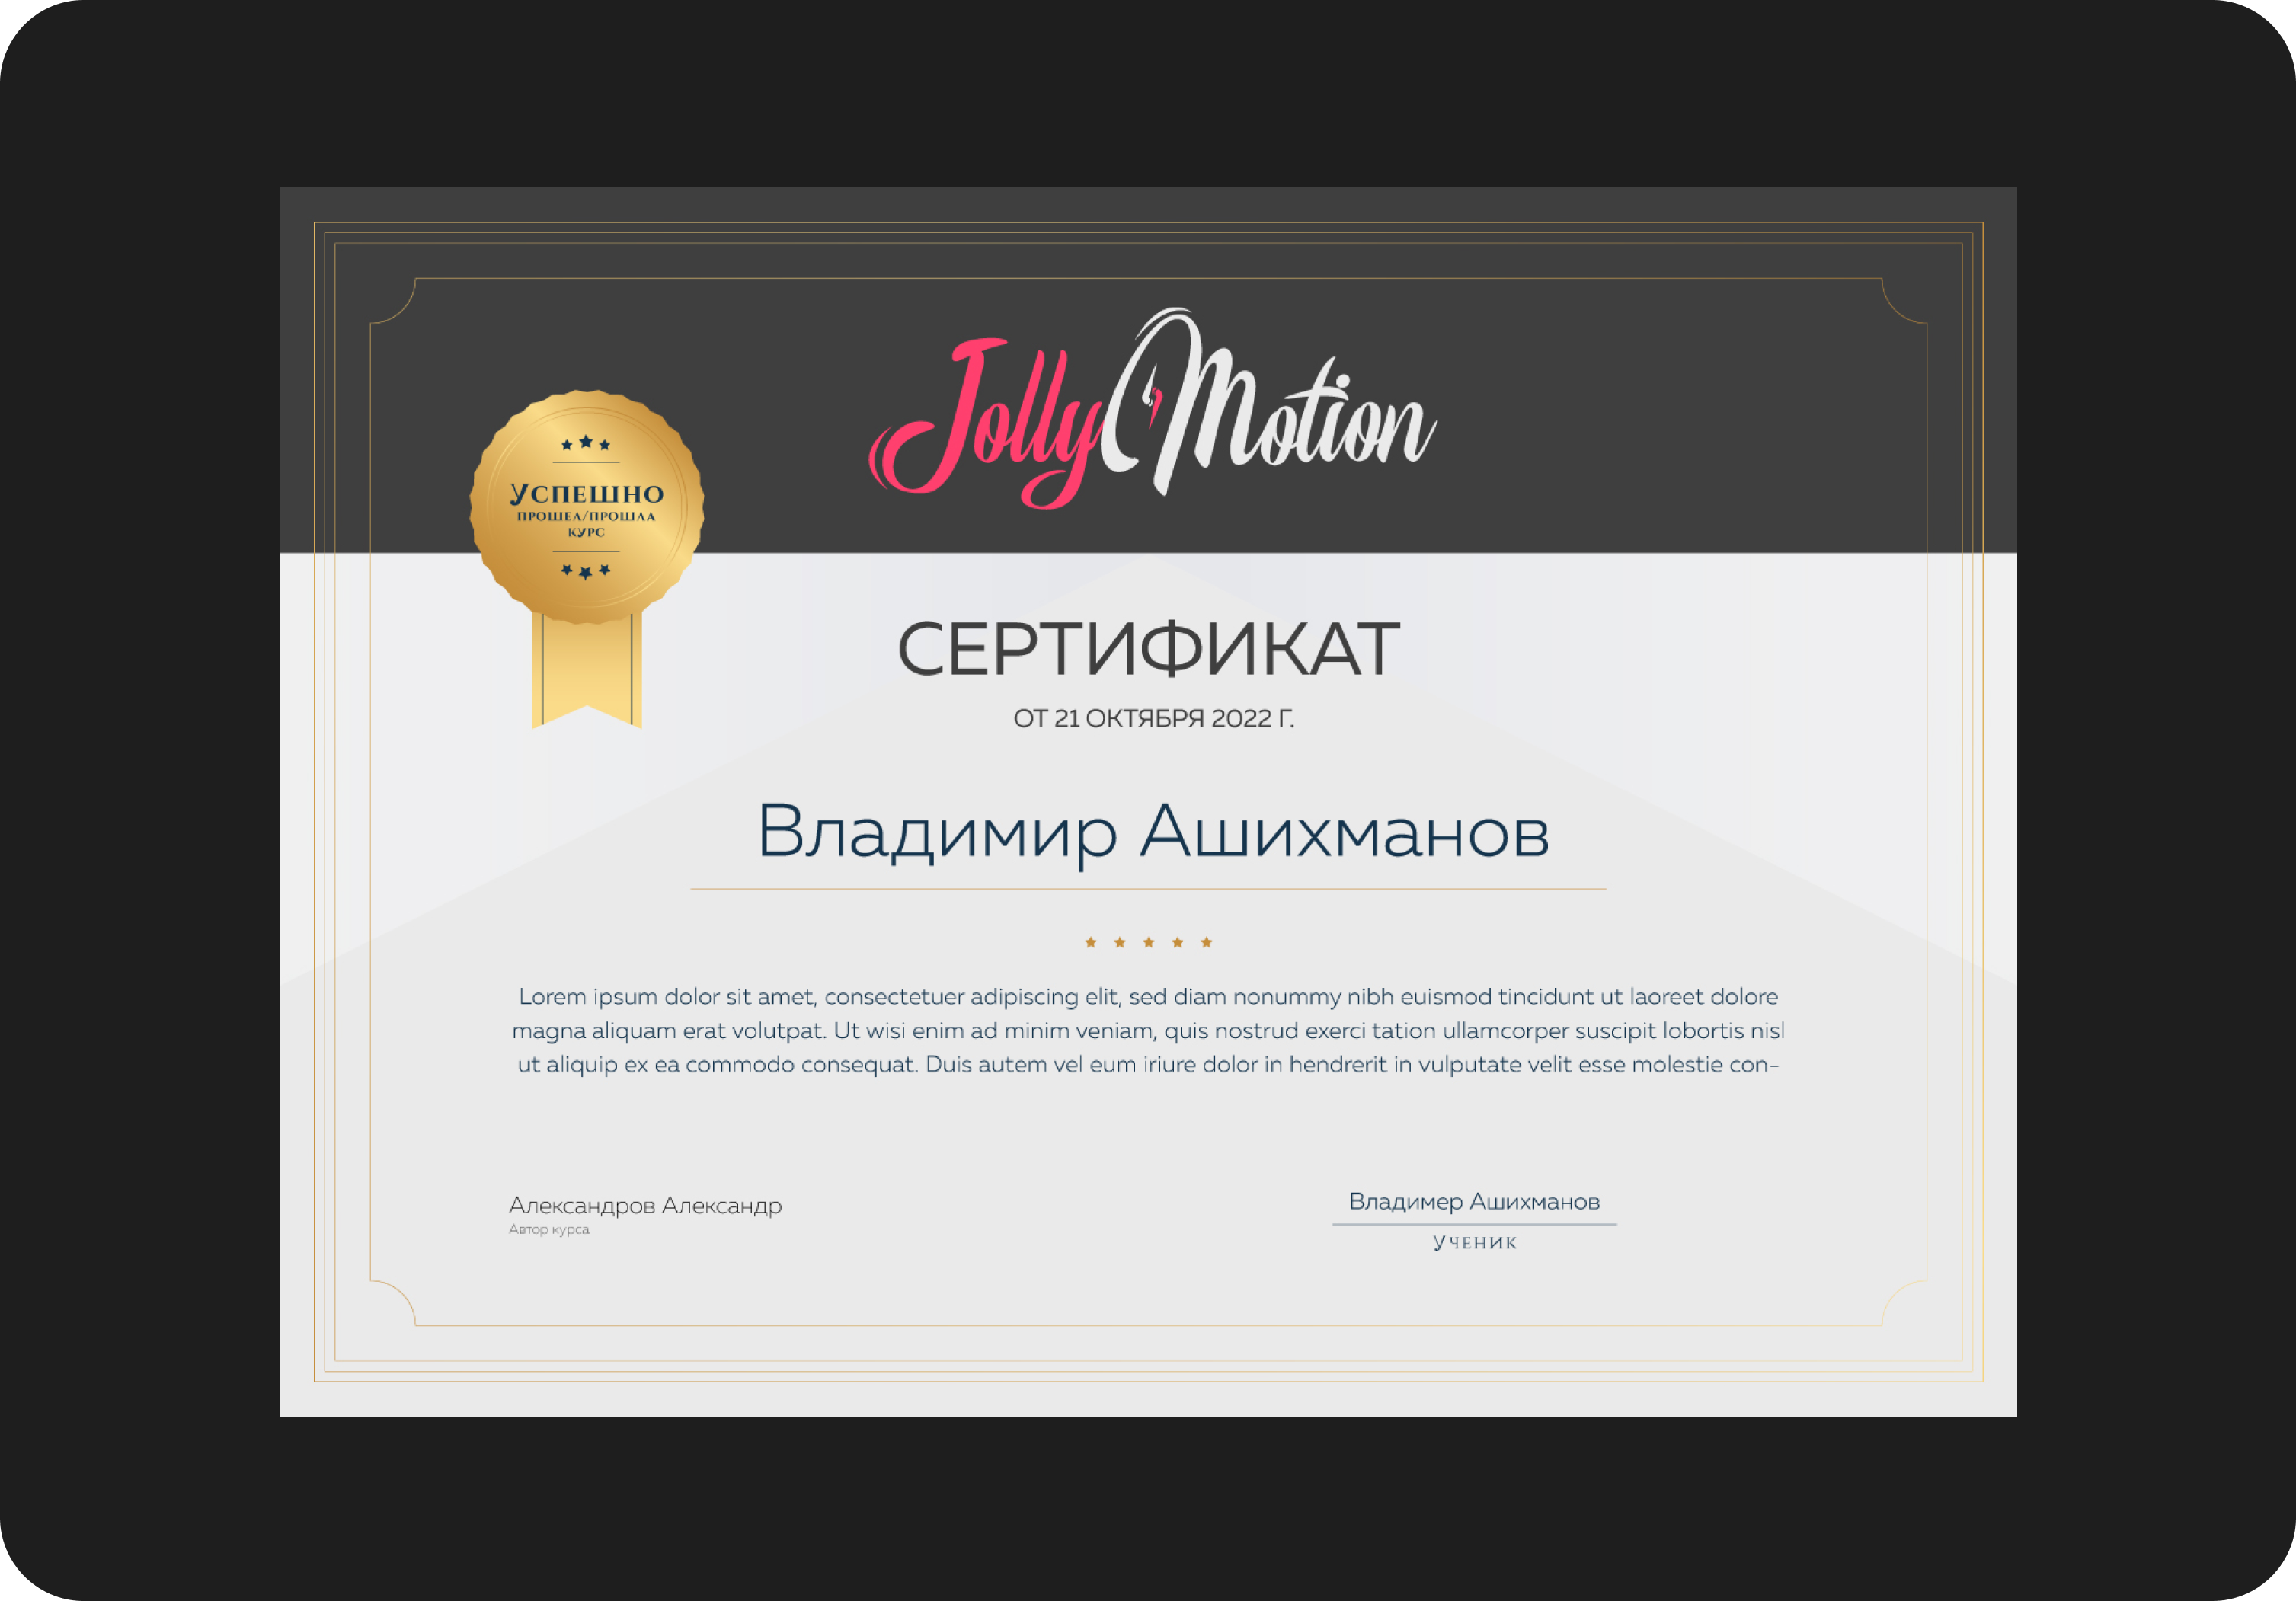 Jolly Motion
Успешно
прошел/прошла
курс
СЕРТИФИКАТ
ОТ 21 ОКТЯБРЯ 2022 Г.
Владимир Ашихманов
Lorem ipsum dolor sit amet, consectetuer adipiscing elit, sed diam nonummy nibh euismod tincidunt ut laoreet dolore
magna aliquam erat volutpat. Ut wisi enim ad minim veniam, quis nostrud exerci tation ullamcorper suscipit lobortis nisl
ut aliquip ex ea commodo consequat. Duis autem vel eum iriure dolor in hendrerit in vulputate velit esse molestie con-
Александров Александр
Автор курса
Владимер Ашихманов
Ученик